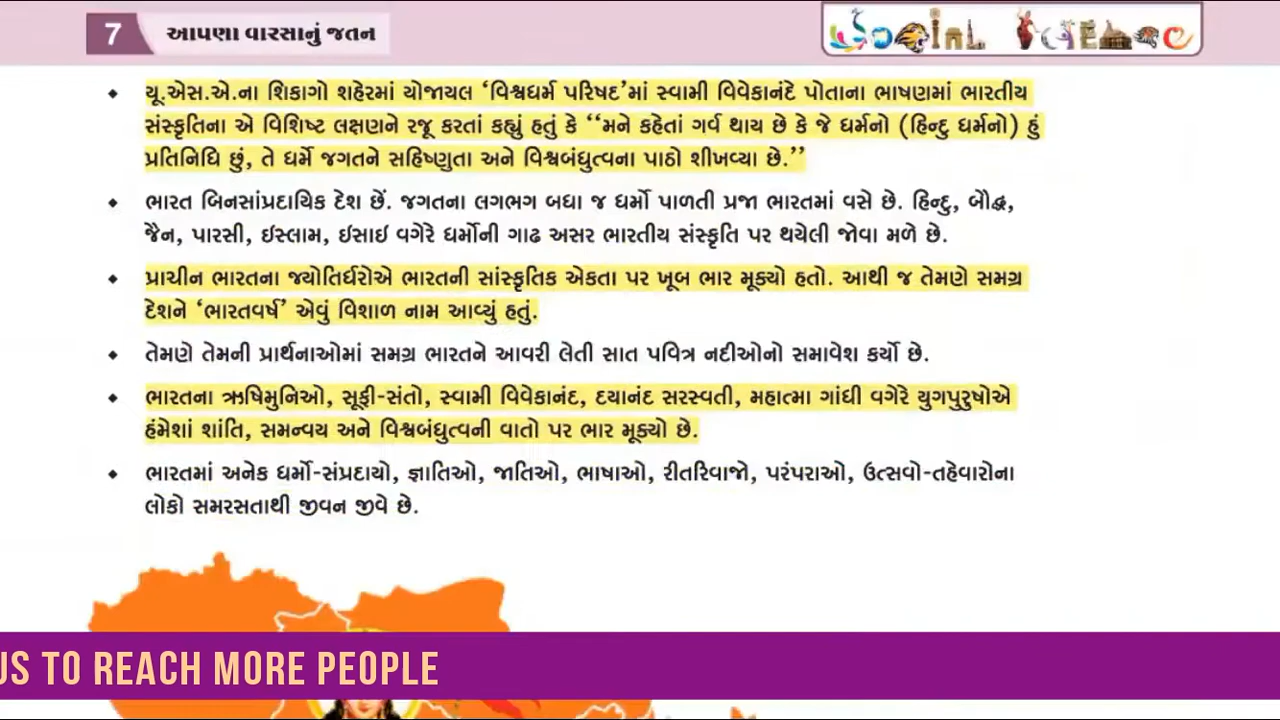 7 આપણા વારસાનું જતન
Social Science
⬥ યૂ.એસ.એ.ના શિકાગો શહેરમાં યોજાયલ ‘વિશ્વધર્મ પરિષદ’માં સ્વામી વિવેકાનંદે પોતાના ભાષણમાં ભારતીય
સંસ્કૃતિના એ વિશિષ્ટ લક્ષણને રજૂ કરતાં કહ્યું હતું કે ‘‘મને કહેતાં ગર્વ થાય છે કે જે ધર્મનો (હિન્દુ ધર્મનો) હું
પ્રતિનિધિ છું, તે ધર્મે જગતને સહિષ્ણુતા અને વિશ્વબંધુત્વના પાઠો શીખવ્યા છે.’’
⬥ ભારત બિનસાંપ્રદાયિક દેશ છેં. જગતના લગભગ બધા જ ધર્મો પાળતી પ્રજા ભારતમાં વસે છે. હિન્દુ, બૌદ્ધ,
જૈન, પારસી, ઇસ્લામ, ઇસાઇ વગેરે ધર્મોની ગાઢ અસર ભારતીય સંસ્કૃતિ પર થયેલી જોવા મળે છે.
⬥ પ્રાચીન ભારતના જ્યોતિર્ધરોએ ભારતની સાંસ્કૃતિક એકતા પર ખૂબ ભાર મૂક્યો હતો. આથી જ તેમણે સમગ્ર
દેશને ‘ભારતવર્ષ’ એવું વિશાળ નામ આવ્યું હતું.
⬥ તેમણે તેમની પ્રાર્થનાઓમાં સમગ્ર ભારતને આવરી લેતી સાત પવિત્ર નદીઓનો સમાવેશ કર્યો છે.
⬥ ભારતના ઋષિમુનિઓ, સૂફી-સંતો, સ્વામી વિવેકાનંદ, દયાનંદ સરસ્વતી, મહાત્મા ગાંધી વગેરે યુગપુરુષોએ
હંમેશાં શાંતિ, સમન્વય અને વિશ્વબંધુત્વની વાતો પર ભાર મૂક્યો છે.
⬥ ભારતમાં અનેક ધર્મો-સંપ્રદાયો, જ્ઞાતિઓ, જાતિઓ, ભાષાઓ, રીતરિવાજો, પરંપરાઓ, ઉત્સવો-તહેવારોના
લોકો સમરસતાથી જીવન જીવે છે.
US TO REACH MORE PEOPLE